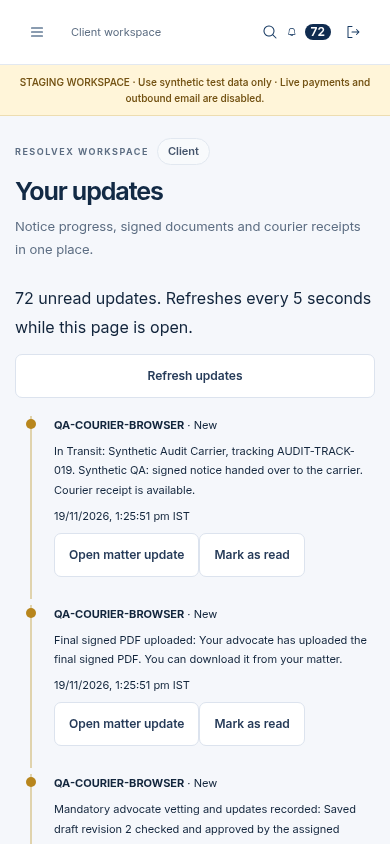 Client workspace
72
STAGING WORKSPACE · Use synthetic test data only · Live payments and
outbound email are disabled.
RESOLVEX WORKSPACE
Client
Your updates
Notice progress, signed documents and courier receipts
in one place.
72 unread updates. Refreshes every 5 seconds
while this page is open.
Refresh updates
QA-COURIER-BROWSER · New
In Transit: Synthetic Audit Carrier, tracking AUDIT-TRACK-
019. Synthetic QA: signed notice handed over to the carrier.
Courier receipt is available.
19/11/2026, 1:25:51 pm IST
Open matter update
Mark as read
QA-COURIER-BROWSER · New
Final signed PDF uploaded: Your advocate has uploaded the
final signed PDF. You can download it from your matter.
19/11/2026, 1:25:51 pm IST
Open matter update
Mark as read
QA-COURIER-BROWSER · New
Mandatory advocate vetting and updates recorded: Saved
draft revision 2 checked and approved by the assigned